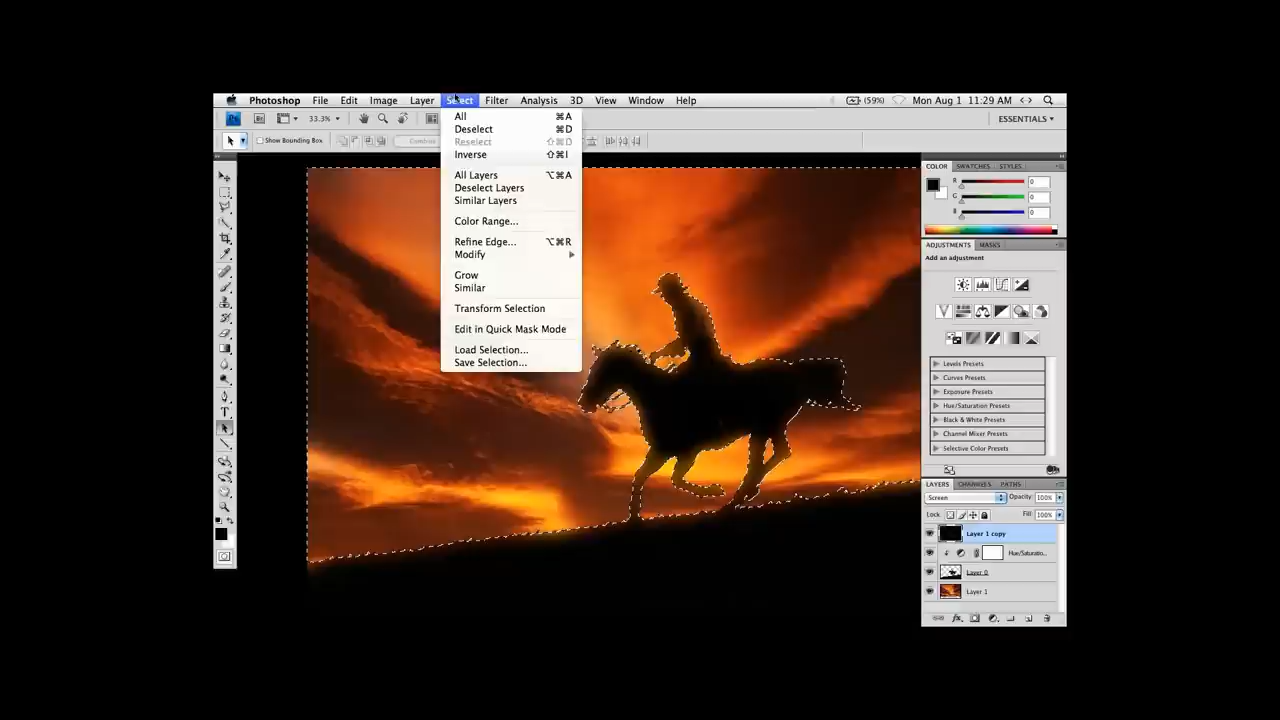 Photoshop File Edit Image Layer Select Filter Analysis 3D View Window Help (59%) Mon Aug 1 11:29 AM
33.3% ESSENTIALS
Show Bounding Box Combine
All ⌘A
Deselect ⌘D
Reselect ⇧⌘D
Inverse ⇧⌘I
All Layers ⌥⌘A
Deselect Layers
Similar Layers
Color Range...
Refine Edge... ⌥⌘R
Modify
Grow
Similar
Transform Selection
Edit in Quick Mask Mode
Load Selection...
Save Selection...
COLOR SWATCHES STYLES
R 0
G 0
B 0
ADJUSTMENTS MASKS
Add an adjustment
Levels Presets
Curves Presets
Exposure Presets
Hue/Saturation Presets
Black & White Presets
Channel Mixer Presets
Selective Color Presets
LAYERS CHANNELS PATHS
Screen Opacity: 100%
Lock: Fill: 100%
Layer 1 copy
Hue/Saturatio...
Layer 0
Layer 1